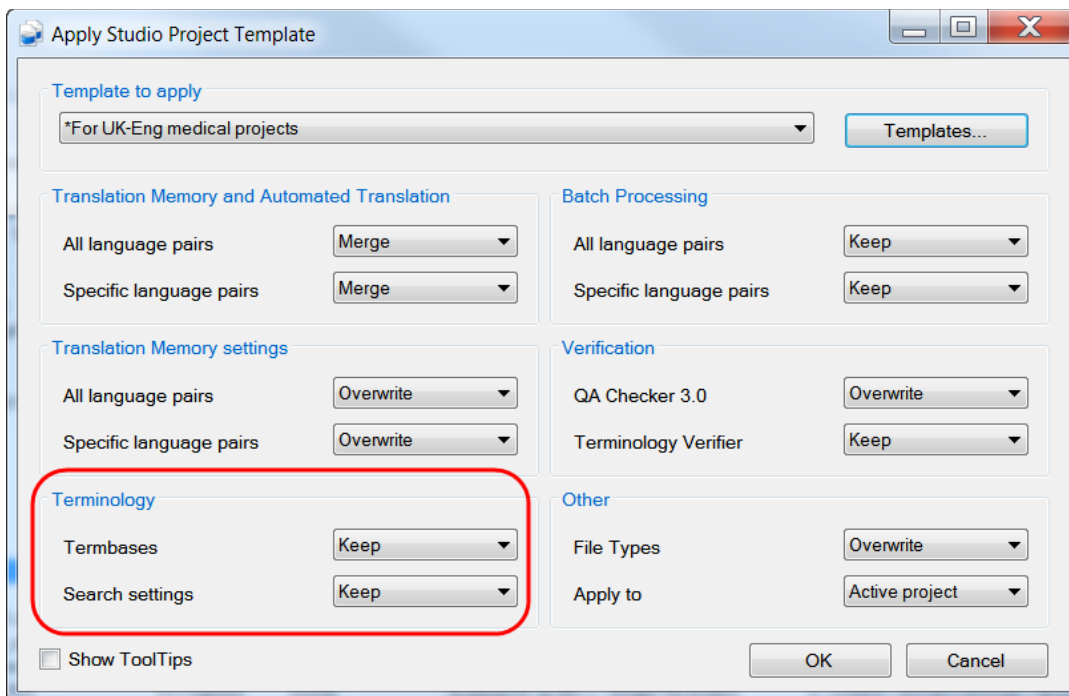 Apply Studio Project Template
Template to apply
*For UK-Eng medical projects
Templates...
Translation Memory and Automated Translation
All language pairs Merge
Specific language pairs Merge
Batch Processing
All language pairs Keep
Specific language pairs Keep
Translation Memory settings
All language pairs Overwrite
Specific language pairs Overwrite
Verification
QA Checker 3.0 Overwrite
Terminology Verifier Keep
Terminology
Termbases Keep
Search settings Keep
Other
File Types Overwrite
Apply to Active project
Show ToolTips
OK
Cancel